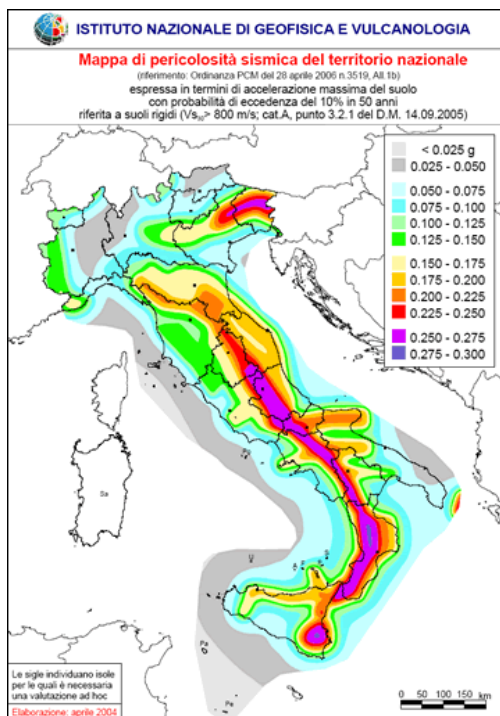 ISTITUTO NAZIONALE DI GEOFISICA E VULCANOLOGIA
Mappa di pericolosità sismica del territorio nazionale
(riferimento: Ordinanza PCM del 28 aprile 2006 n.3519, All.1b)
espressa in termini di accelerazione massima del suolo
con probabilità di eccedenza del 10% in 50 anni
riferita a suoli rigidi (Vs₃₀> 800 m/s; cat.A, punto 3.2.1 del D.M. 14.09.2005)
< 0.025 g
0.025 - 0.050
0.050 - 0.075
0.075 - 0.100
0.100 - 0.125
0.125 - 0.150
0.150 - 0.175
0.175 - 0.200
0.200 - 0.225
0.225 - 0.250
0.250 - 0.275
0.275 - 0.300
Sa
U
Pa
Pe
Le sigle individuano isole
per le quali è necessaria
una valutazione ad hoc
Elaborazione: aprile 2004
0 50 100 150
km